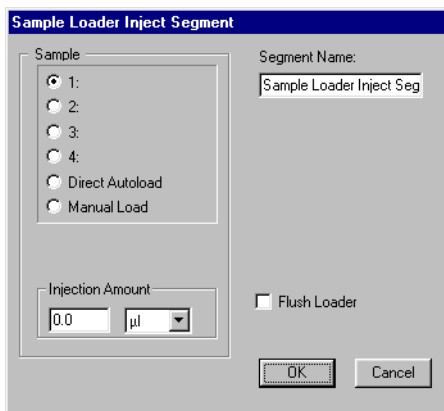 Sample Loader Inject Segment
Sample
1:
2:
3:
4:
Direct Autoload
Manual Load
Injection Amount
0.0
µl
Segment Name:
Sample Loader Inject Seg
Flush Loader
OK
Cancel